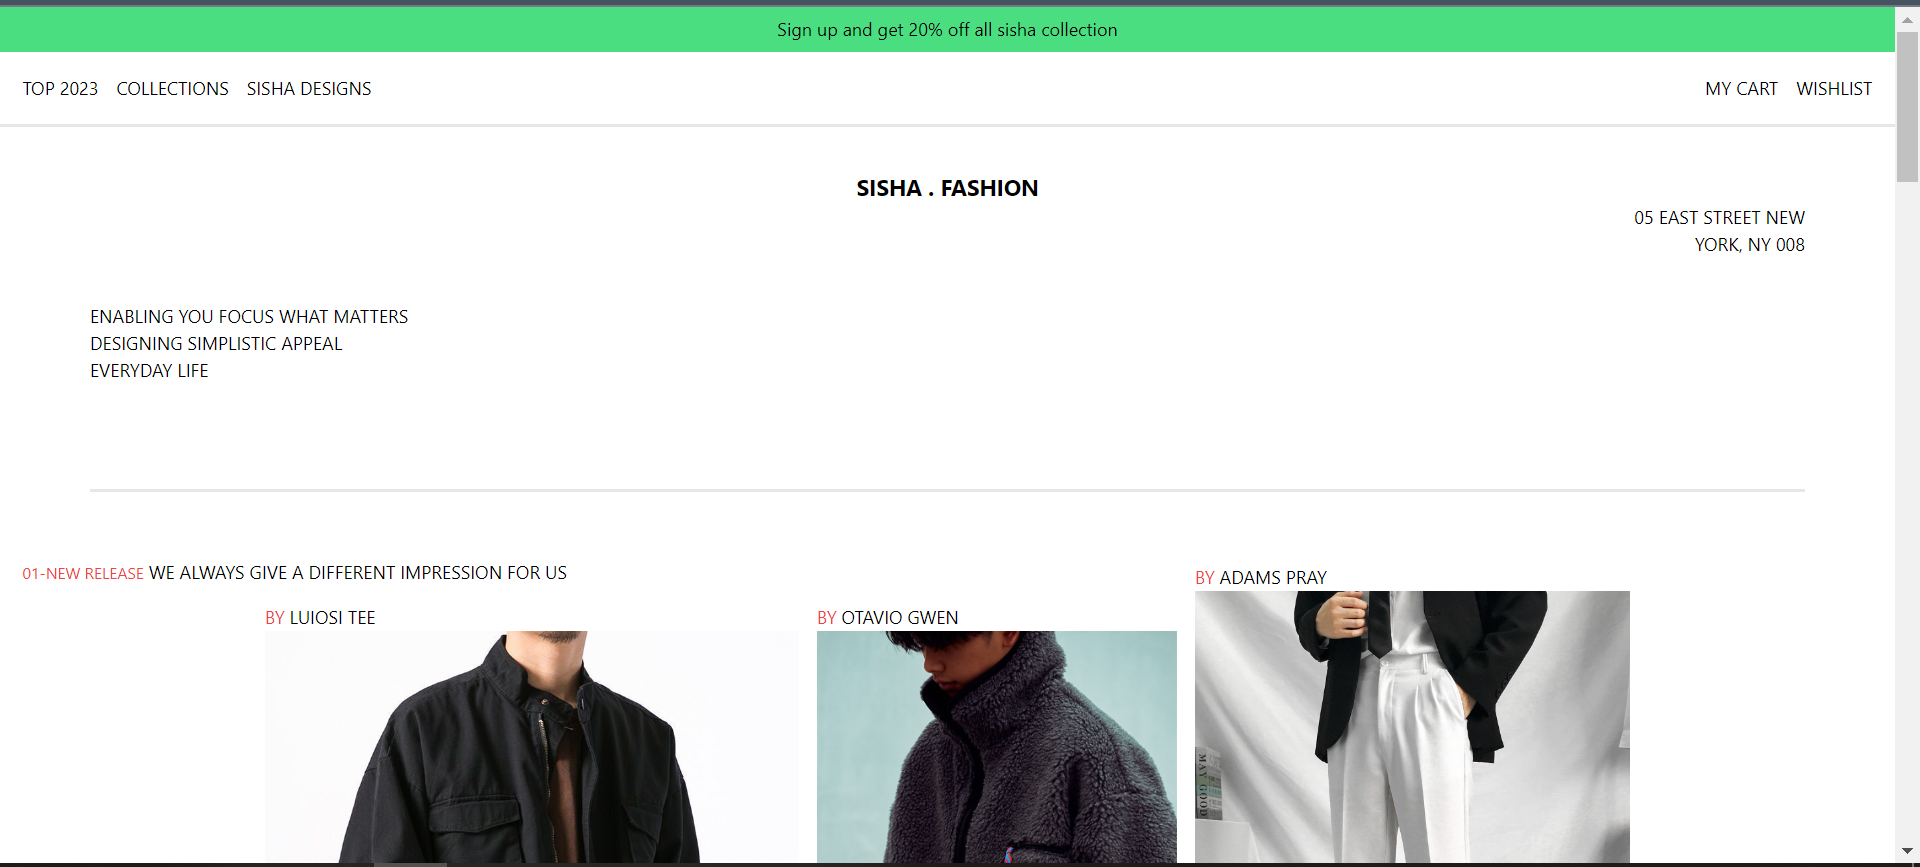 Sign up and get 20% off all sisha collection
TOP 2023 COLLECTIONS SISHA DESIGNS MY CART WISHLIST
SISHA . FASHION
05 EAST STREET NEW
YORK, NY 008
ENABLING YOU FOCUS WHAT MATTERS
DESIGNING SIMPLISTIC APPEAL
EVERYDAY LIFE
01-NEW RELEASE WE ALWAYS GIVE A DIFFERENT IMPRESSION FOR US
BY LUIOSI TEE
BY OTAVIO GWEN
BY ADAMS PRAY
MAY GOOD